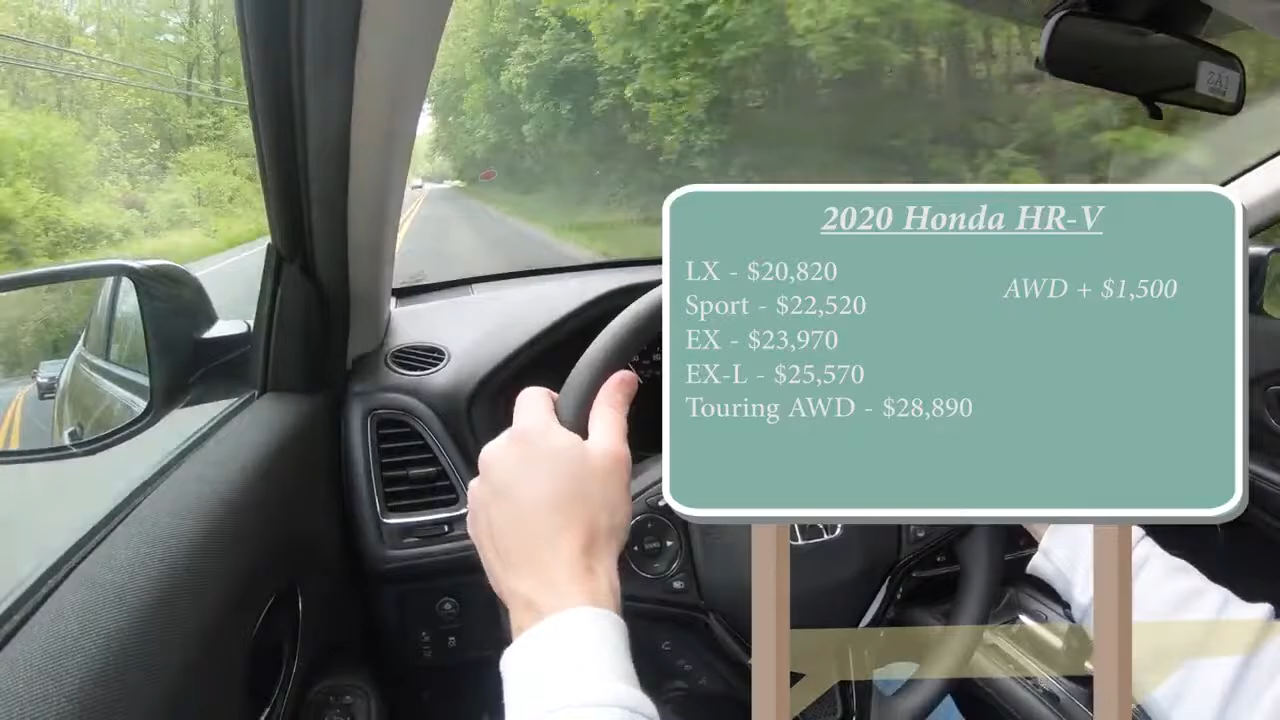 2020 Honda HR-V
LX - $20,820
AWD + $1,500
Sport - $22,520
EX - $23,970
EX-L - $25,570
Touring AWD - $28,890